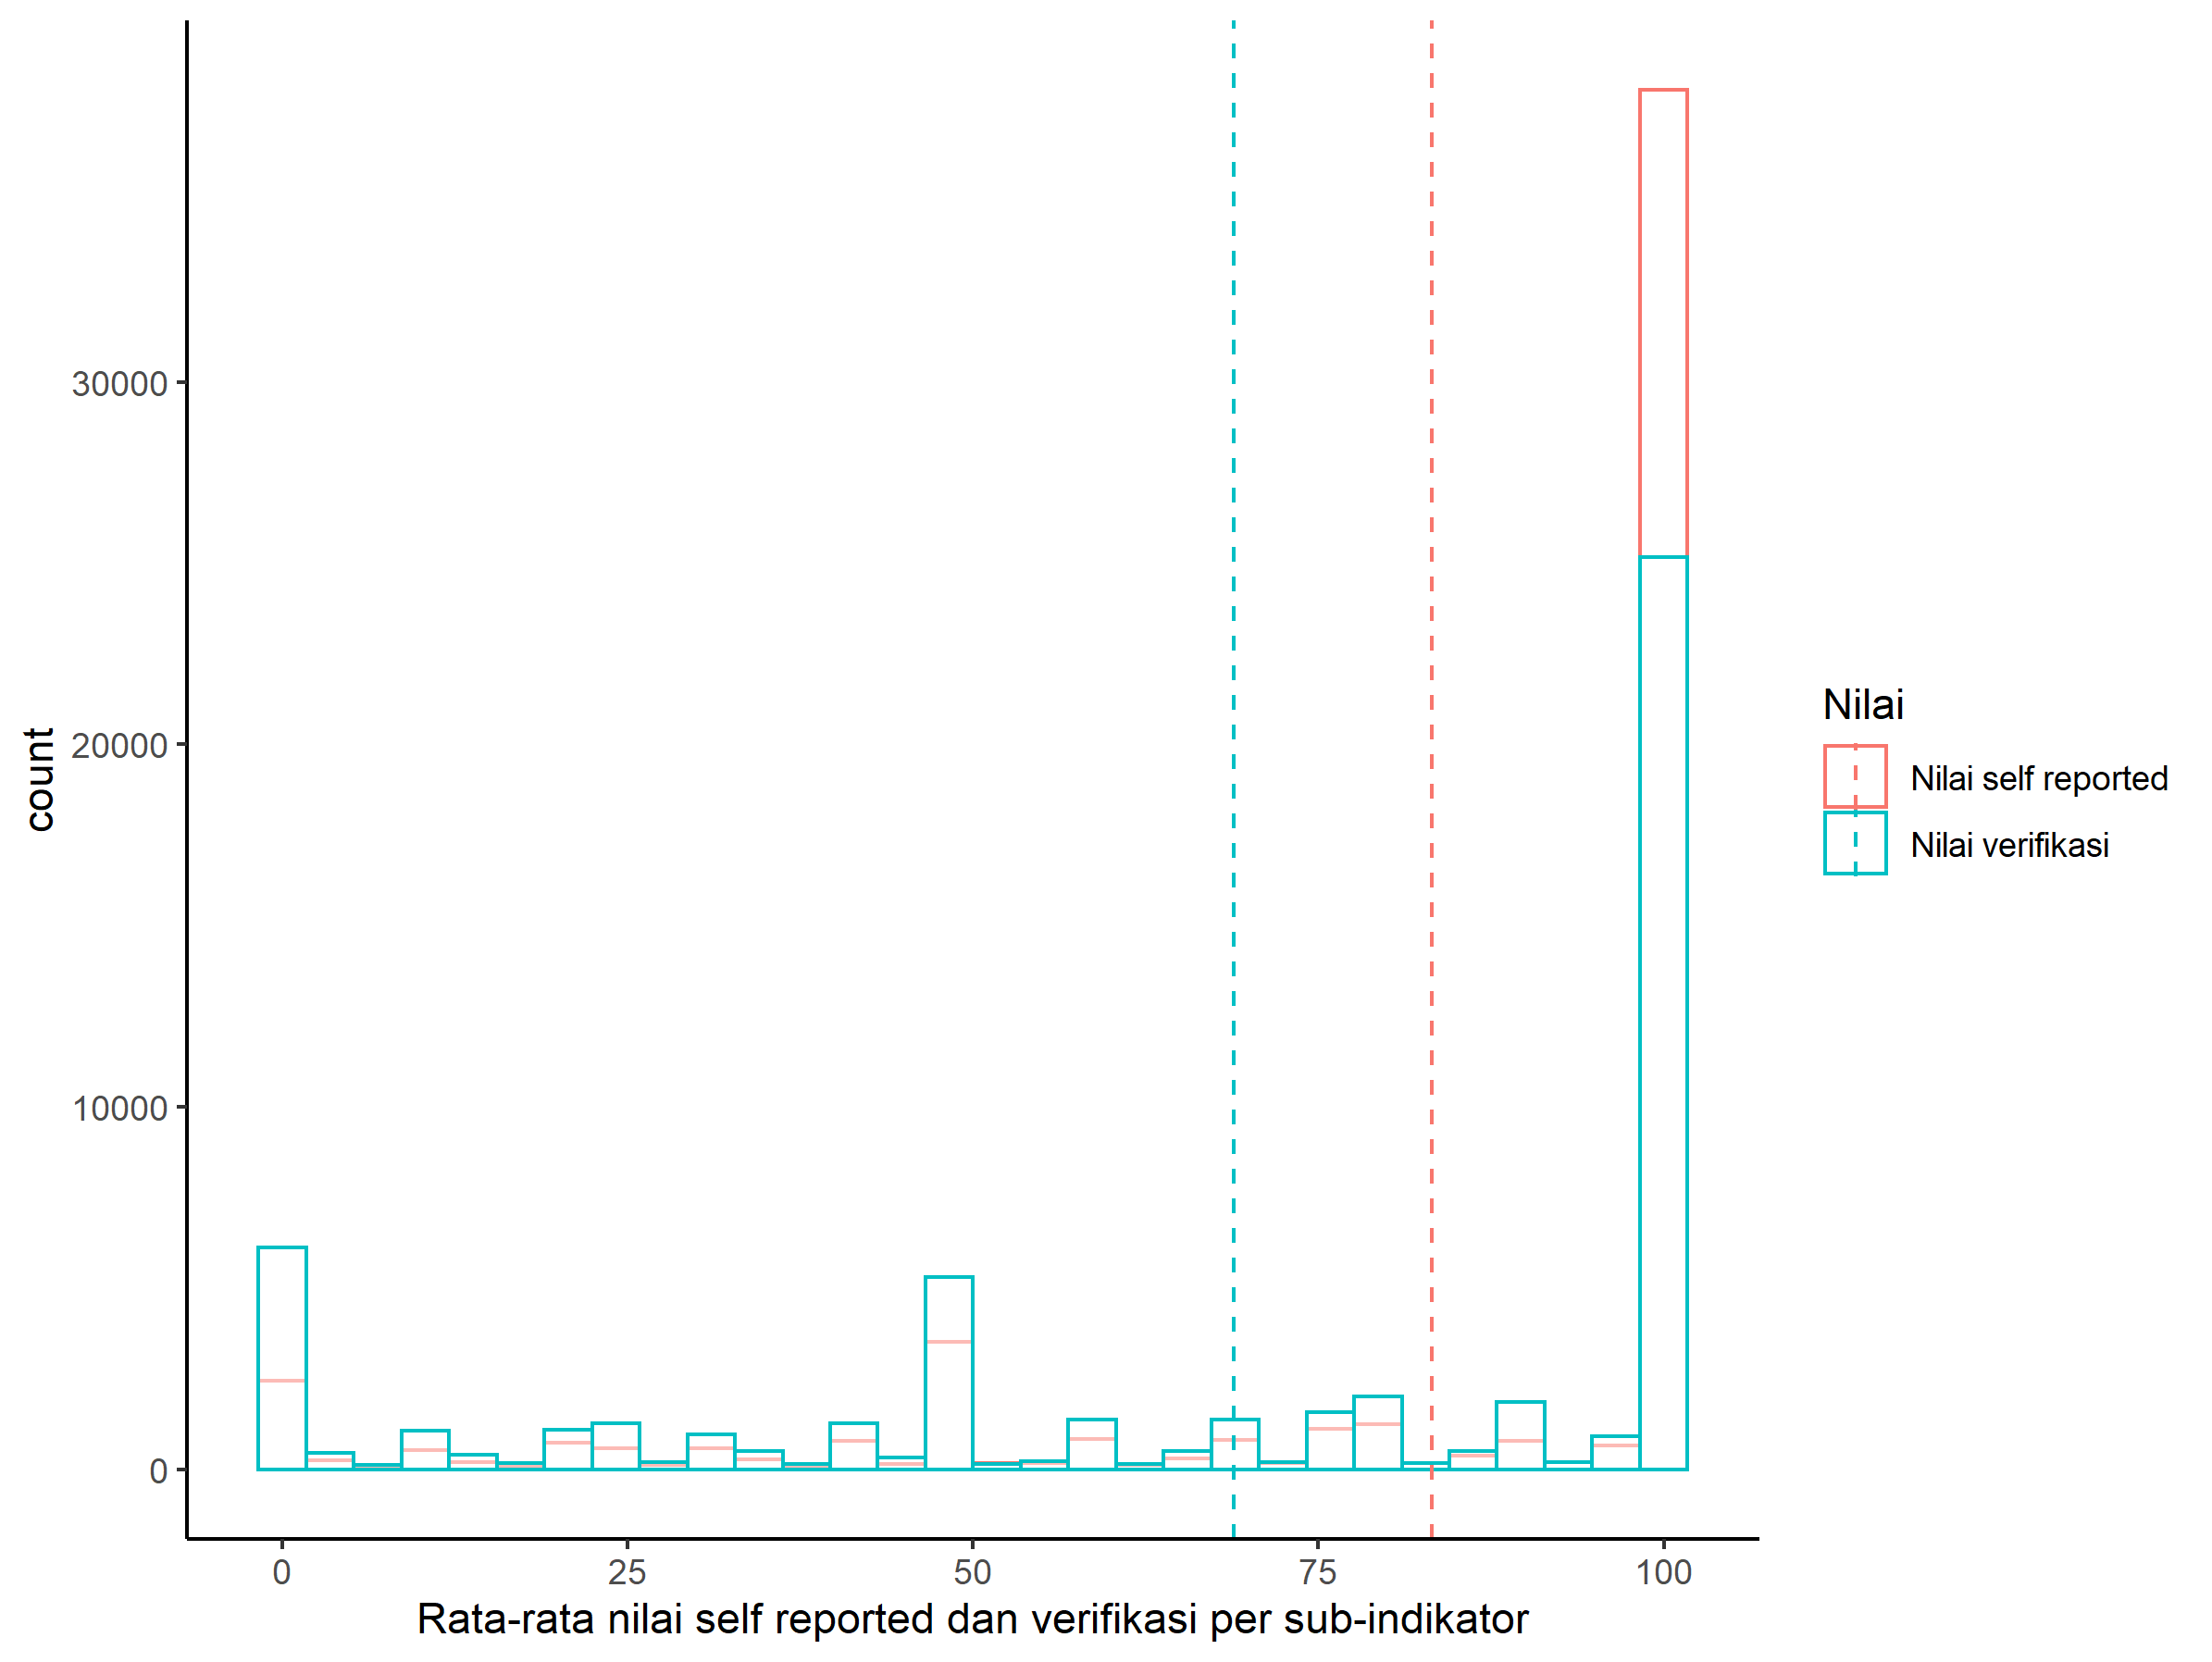 count
30000
20000
10000
0
0 25 50 75 100
Rata-rata nilai self reported dan verifikasi per sub-indikator
Nilai
Nilai self reported
Nilai verifikasi